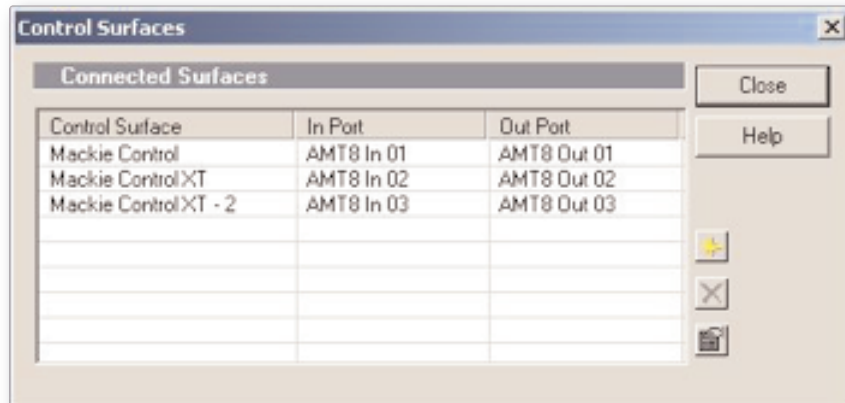 Control Surfaces
Connected Surfaces
Close
Control Surface In Port Out Port
Help
Mackie Control AMT8 In 01 AMT8 Out 01
Mackie Control XT AMT8 In 02 AMT8 Out 02
Mackie Control XT - 2 AMT8 In 03 AMT8 Out 03